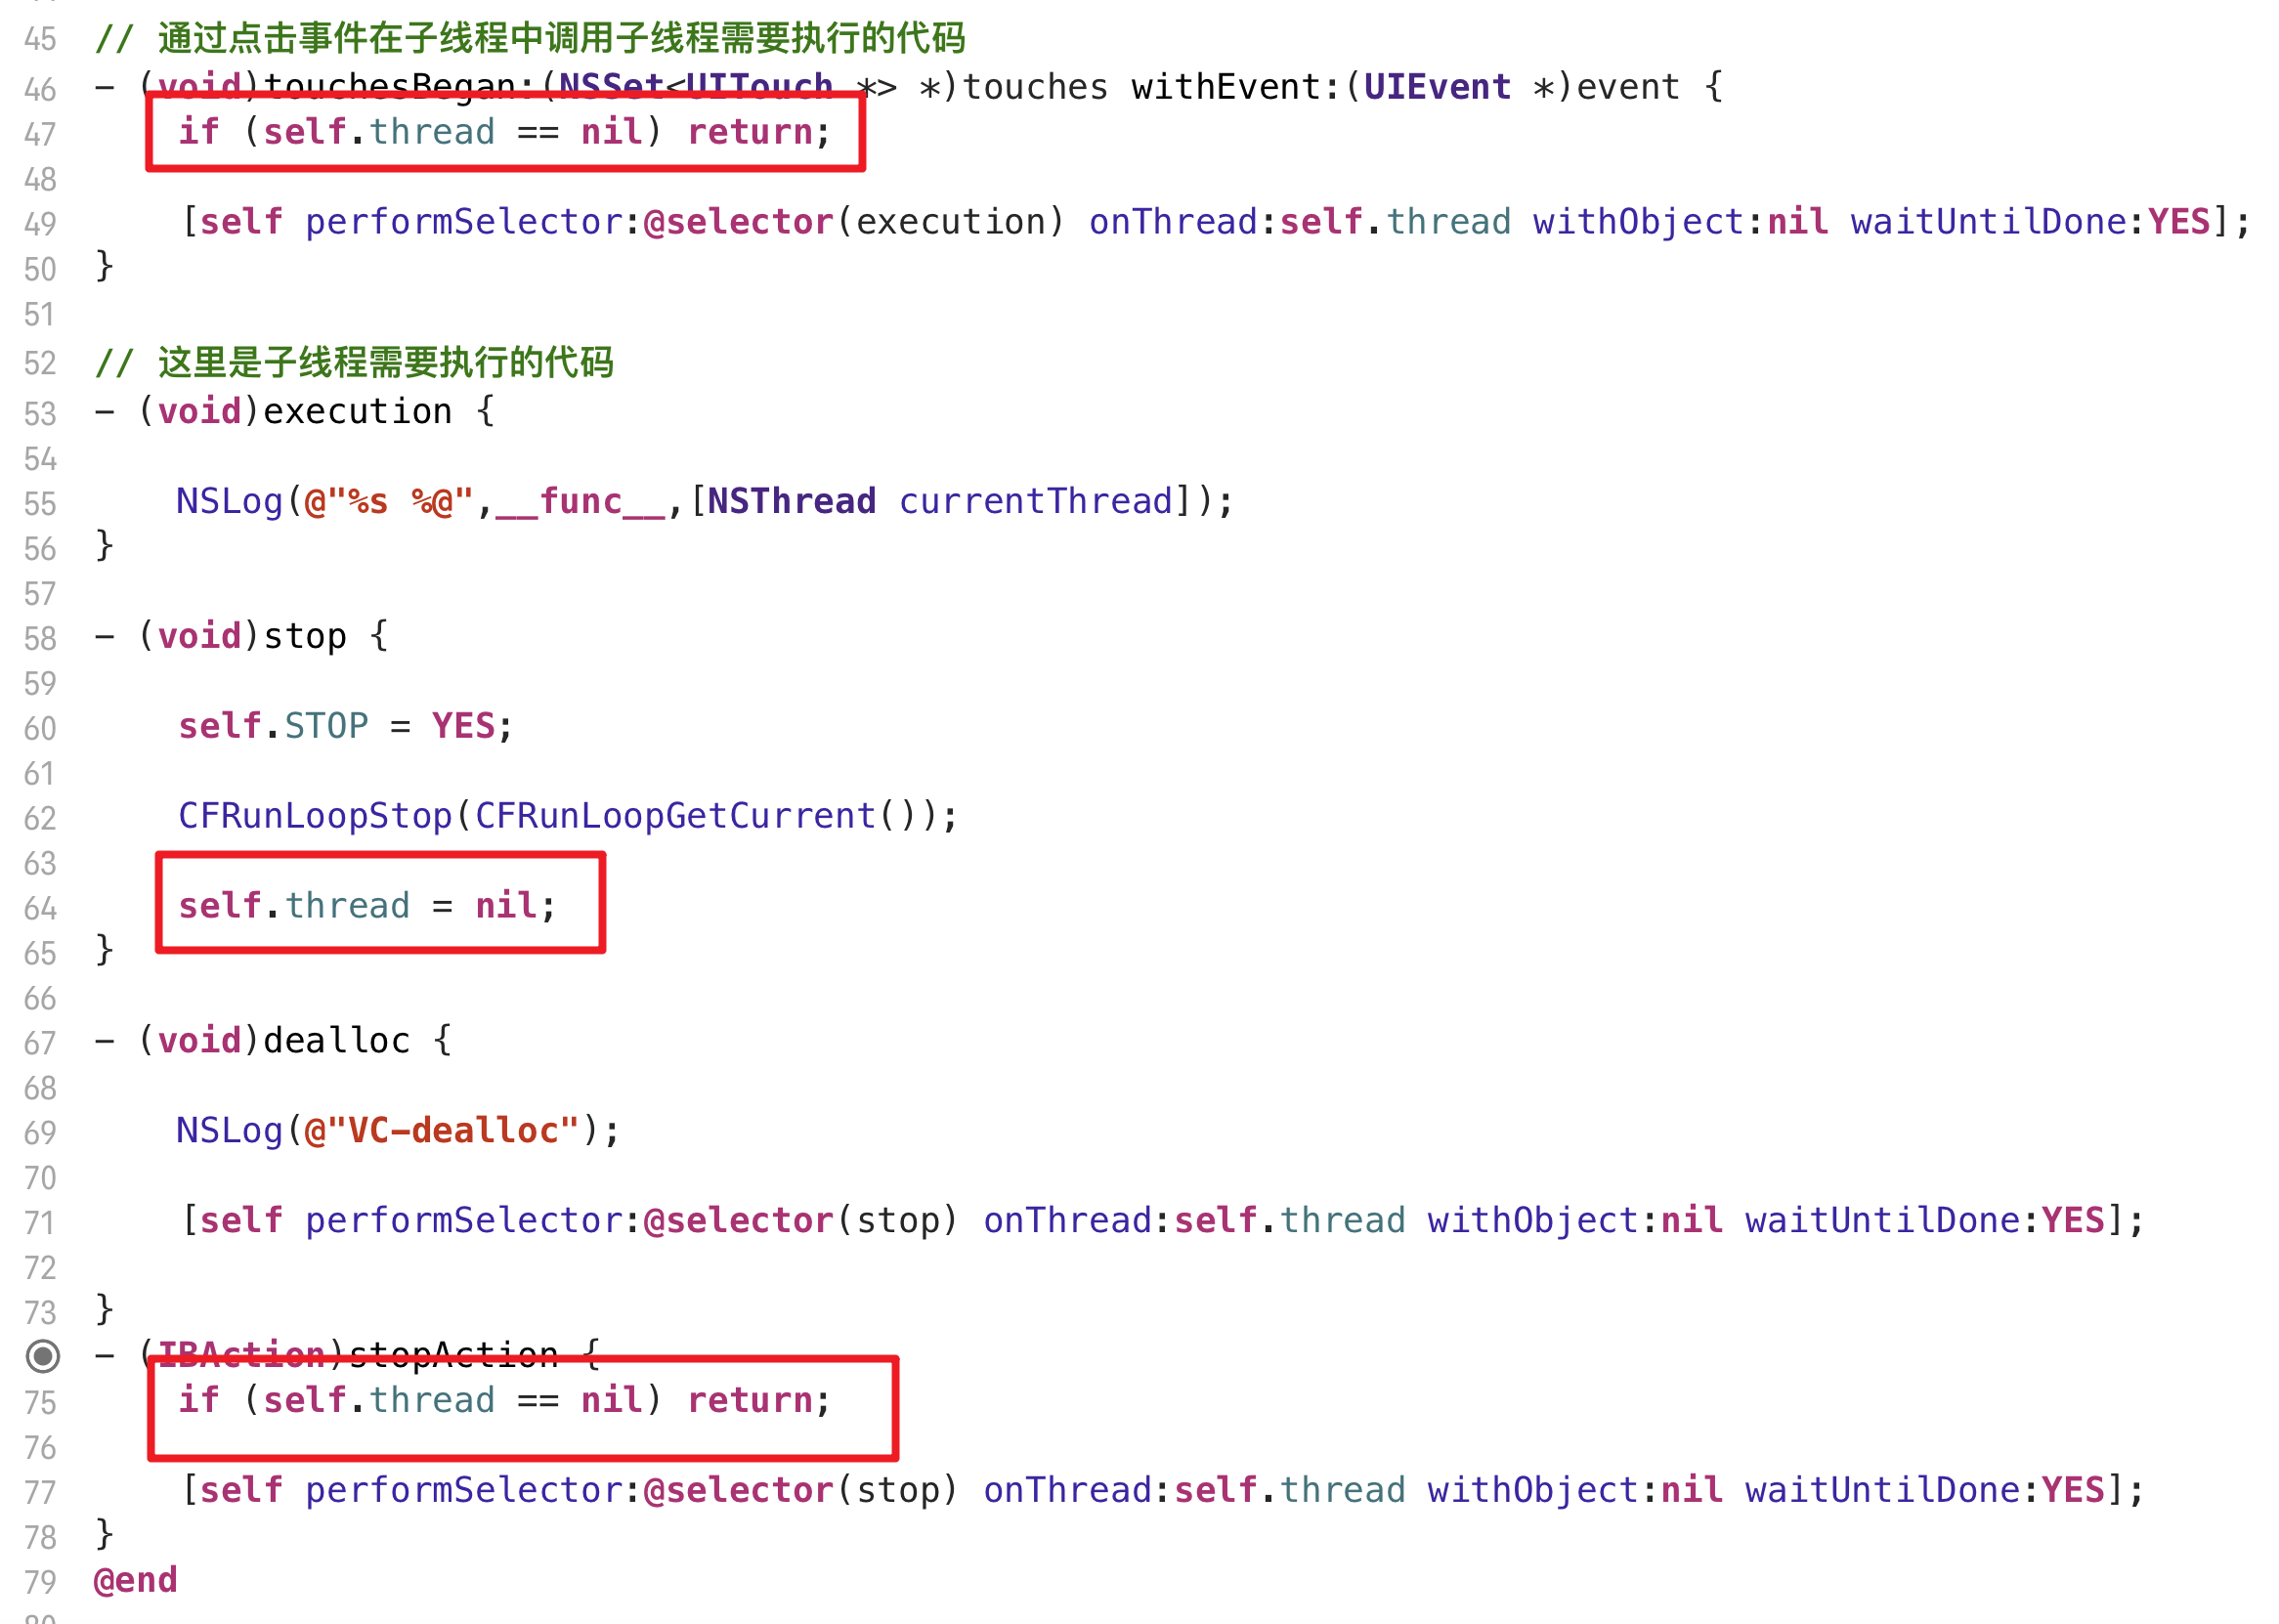 45 // 通过点击事件在子线程中调用子线程需要执行的代码
46 - (void)touchesBegan:(NSSet<UITouch *> *)touches withEvent:(UIEvent *)event {
47 if (self.thread == nil) return;
48
49 [self performSelector:@selector(execution) onThread:self.thread withObject:nil waitUntilDone:YES];
50 }
51
52 // 这里是子线程需要执行的代码
53 - (void)execution {
54
55 NSLog(@"%s %@",__func__,[NSThread currentThread]);
56 }
57
58 - (void)stop {
59
60 self.STOP = YES;
61
62 CFRunLoopStop(CFRunLoopGetCurrent());
63
64 self.thread = nil;
65 }
66
67 - (void)dealloc {
68
69 NSLog(@"VC-dealloc");
70
71 [self performSelector:@selector(stop) onThread:self.thread withObject:nil waitUntilDone:YES];
72
73 }
- (IBAction)stopAction {
75 if (self.thread == nil) return;
76
77 [self performSelector:@selector(stop) onThread:self.thread withObject:nil waitUntilDone:YES];
78 }
79 @end